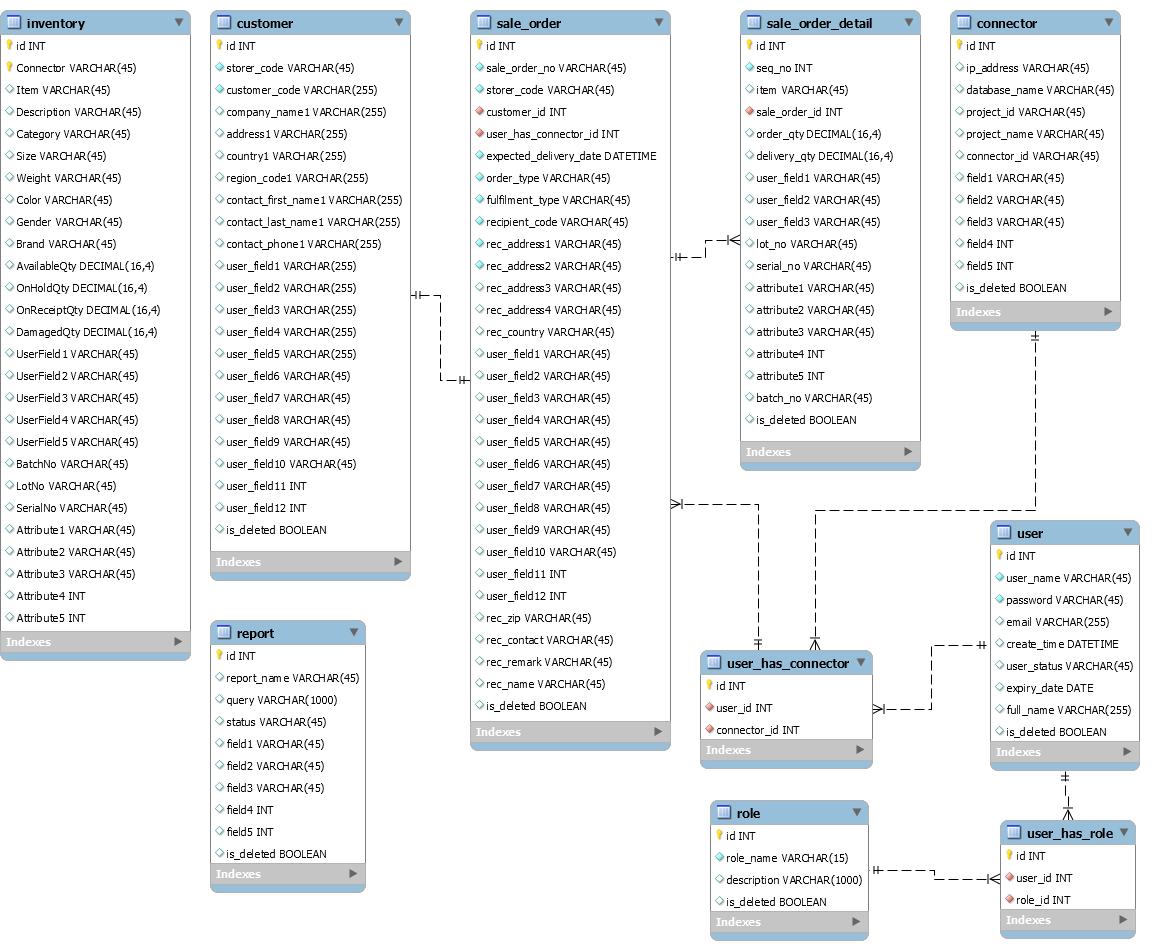 inventory
id INT
Connector VARCHAR(45)
Item VARCHAR(45)
Description VARCHAR(45)
Category VARCHAR(45)
Size VARCHAR(45)
Weight VARCHAR(45)
Color VARCHAR(45)
Gender VARCHAR(45)
Brand VARCHAR(45)
AvailableQty DECIMAL(16,4)
OnHoldQty DECIMAL(16,4)
OnReceiptQty DECIMAL(16,4)
DamagedQty DECIMAL(16,4)
UserField1 VARCHAR(45)
UserField2 VARCHAR(45)
UserField3 VARCHAR(45)
UserField4 VARCHAR(45)
UserField5 VARCHAR(45)
BatchNo VARCHAR(45)
LotNo VARCHAR(45)
SerialNo VARCHAR(45)
Attribute1 VARCHAR(45)
Attribute2 VARCHAR(45)
Attribute3 VARCHAR(45)
Attribute4 INT
Attribute5 INT
Indexes
customer
id INT
storer_code VARCHAR(45)
customer_code VARCHAR(255)
company_name1 VARCHAR(255)
address1 VARCHAR(255)
country1 VARCHAR(255)
region_code1 VARCHAR(255)
contact_first_name1 VARCHAR(255)
contact_last_name1 VARCHAR(255)
contact_phone1 VARCHAR(255)
user_field1 VARCHAR(255)
user_field2 VARCHAR(255)
user_field3 VARCHAR(255)
user_field4 VARCHAR(255)
user_field5 VARCHAR(255)
user_field6 VARCHAR(45)
user_field7 VARCHAR(45)
user_field8 VARCHAR(45)
user_field9 VARCHAR(45)
user_field10 VARCHAR(45)
user_field11 INT
user_field12 INT
is_deleted BOOLEAN
Indexes
report
id INT
report_name VARCHAR(45)
query VARCHAR(1000)
status VARCHAR(45)
field1 VARCHAR(45)
field2 VARCHAR(45)
field3 VARCHAR(45)
field4 INT
field5 INT
is_deleted BOOLEAN
Indexes
sale_order
id INT
sale_order_no VARCHAR(45)
storer_code VARCHAR(45)
customer_id INT
user_has_connector_id INT
expected_delivery_date DATETIME
order_type VARCHAR(45)
fulfilment_type VARCHAR(45)
recipient_code VARCHAR(45)
rec_address1 VARCHAR(45)
rec_address2 VARCHAR(45)
rec_address3 VARCHAR(45)
rec_address4 VARCHAR(45)
rec_country VARCHAR(45)
user_field1 VARCHAR(45)
user_field2 VARCHAR(45)
user_field3 VARCHAR(45)
user_field4 VARCHAR(45)
user_field5 VARCHAR(45)
user_field6 VARCHAR(45)
user_field7 VARCHAR(45)
user_field8 VARCHAR(45)
user_field9 VARCHAR(45)
user_field10 VARCHAR(45)
user_field11 INT
user_field12 INT
rec_zip VARCHAR(45)
rec_contact VARCHAR(45)
rec_remark VARCHAR(45)
rec_name VARCHAR(45)
is_deleted BOOLEAN
Indexes
sale_order_detail
id INT
seq_no INT
item VARCHAR(45)
sale_order_id INT
order_qty DECIMAL(16,4)
delivery_qty DECIMAL(16,4)
user_field1 VARCHAR(45)
user_field2 VARCHAR(45)
user_field3 VARCHAR(45)
lot_no VARCHAR(45)
serial_no VARCHAR(45)
attribute1 VARCHAR(45)
attribute2 VARCHAR(45)
attribute3 VARCHAR(45)
attribute4 INT
attribute5 INT
batch_no VARCHAR(45)
is_deleted BOOLEAN
Indexes
connector
id INT
ip_address VARCHAR(45)
database_name VARCHAR(45)
project_id VARCHAR(45)
project_name VARCHAR(45)
connector_id VARCHAR(45)
field1 VARCHAR(45)
field2 VARCHAR(45)
field3 VARCHAR(45)
field4 INT
field5 INT
is_deleted BOOLEAN
Indexes
user
id INT
user_name VARCHAR(45)
password VARCHAR(45)
email VARCHAR(255)
create_time DATETIME
user_status VARCHAR(45)
expiry_date DATE
full_name VARCHAR(255)
is_deleted BOOLEAN
Indexes
user_has_connector
id INT
user_id INT
connector_id INT
Indexes
role
id INT
role_name VARCHAR(15)
description VARCHAR(1000)
is_deleted BOOLEAN
Indexes
user_has_role
id INT
user_id INT
role_id INT
Indexes